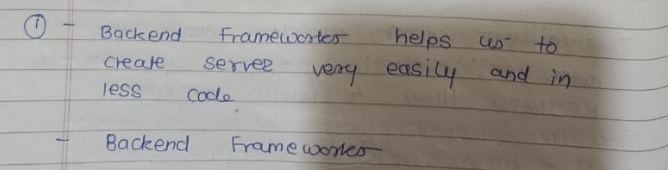 ① - Backend Frameworks helps us to
create server very easily and in
less code.
- Backend Frameworks